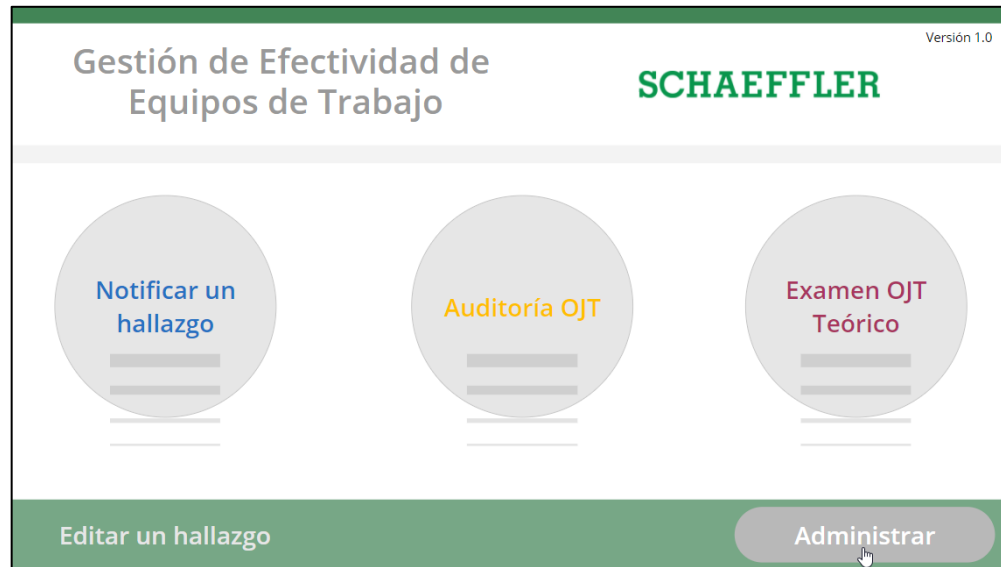 Versión 1.0
Gestión de Efectividad de
Equipos de Trabajo
SCHAEFFLER
Notificar un
hallazgo
Auditoría OJT
Examen OJT
Teórico
Editar un hallazgo
Administrar